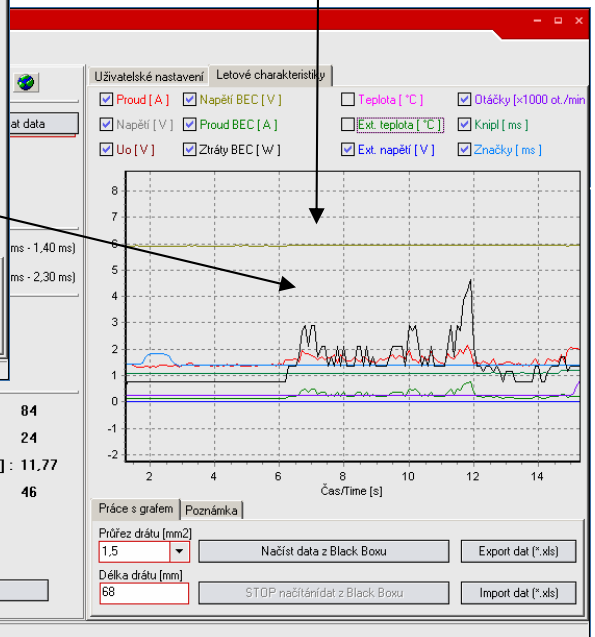 Uživatelské nastavení Letové charakteristiky
Proud [ A ] Napětí BEC [ V ] Teplota [ °C ] Otáčky [x1000 ot./min
at data
Napětí [ V ] Proud BEC [ A ] Ext. teplota [ °C ] Knipl [ ms ]
Uo [ V ] Ztráty BEC [ W ] Ext. napětí [ V ] Značky [ ms ]
8
7
6
ms - 1,40 ms)
5
ms - 2,30 ms)
4
3
2
1
0
84
-1
24
-2
] : 11,77
2 4 6 8 10 12 14
46
Čas/Time [s]
Práce s grafem Poznámka
Průřez drátu [mm2]
1,5 Načíst data z Black Boxu Export dat (*.xls)
Délka drátu [mm]
68 STOP načítánídat z Black Boxu Import dat (*.xls)